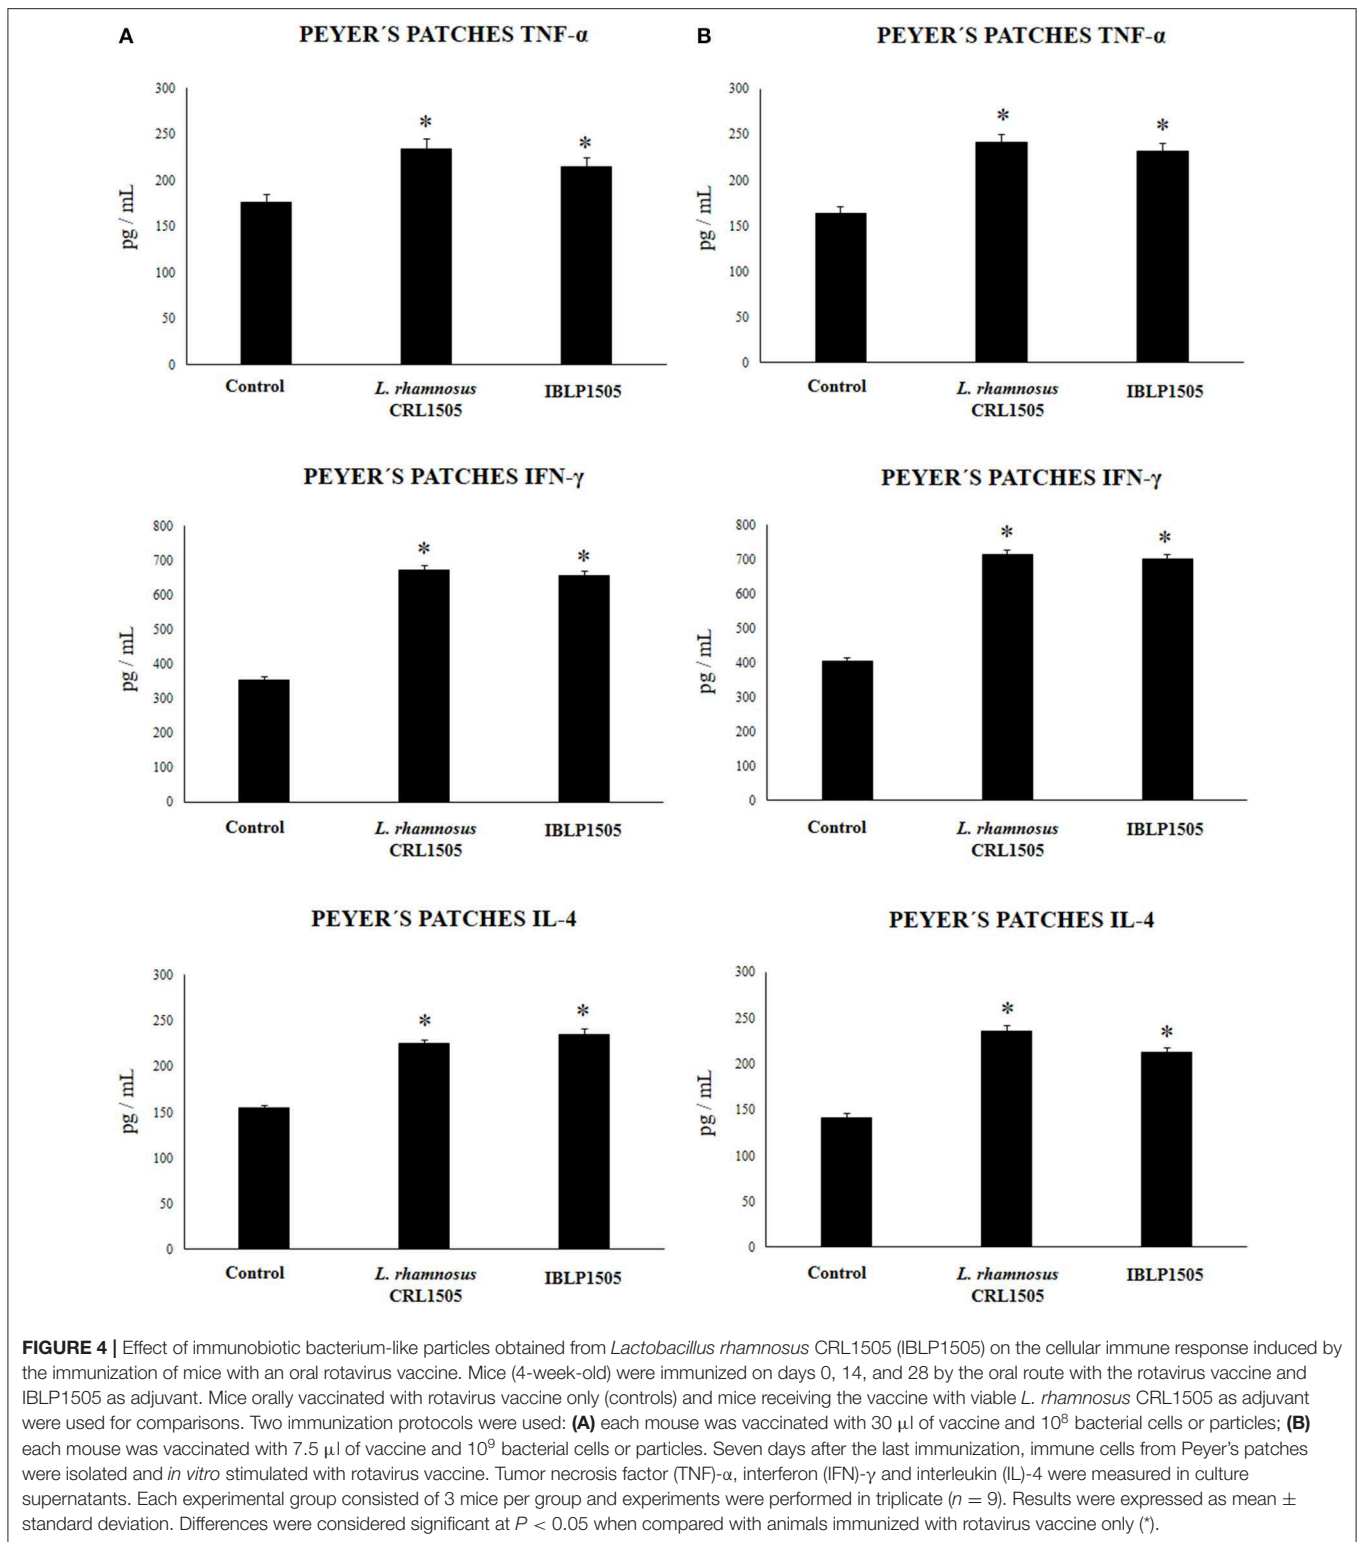 A
PEYER´S PATCHES TNF-α
300
250
200
150
100
50
0
pg / mL
*
*
Control
L. rhamnosus
CRL1505
IBLP1505
B
PEYER´S PATCHES TNF-α
300
250
200
150
100
50
0
pg / mL
*
*
Control
L. rhamnosus
CRL1505
IBLP1505
PEYER´S PATCHES IFN-γ
800
700
600
500
400
300
200
100
0
pg / mL
*
*
Control
L. rhamnosus
CRL1505
IBLP1505
PEYER´S PATCHES IFN-γ
800
700
600
500
400
300
200
100
0
pg / mL
*
*
Control
L. rhamnosus
CRL1505
IBLP1505
PEYER´S PATCHES IL-4
300
250
200
150
100
50
0
pg / mL
*
*
Control
L. rhamnosus
CRL1505
IBLP1505
PEYER´S PATCHES IL-4
300
250
200
150
100
50
0
pg / mL
*
*
Control
L. rhamnosus
CRL1505
IBLP1505
FIGURE 4 | Effect of immunobiotic bacterium-like particles obtained from Lactobacillus rhamnosus CRL1505 (IBLP1505) on the cellular immune response induced by
the immunization of mice with an oral rotavirus vaccine. Mice (4-week-old) were immunized on days 0, 14, and 28 by the oral route with the rotavirus vaccine and
IBLP1505 as adjuvant. Mice orally vaccinated with rotavirus vaccine only (controls) and mice receiving the vaccine with viable L. rhamnosus CRL1505 as adjuvant
were used for comparisons. Two immunization protocols were used: (A) each mouse was vaccinated with 30 μl of vaccine and 10⁸ bacterial cells or particles; (B)
each mouse was vaccinated with 7.5 μl of vaccine and 10⁹ bacterial cells or particles. Seven days after the last immunization, immune cells from Peyer's patches
were isolated and in vitro stimulated with rotavirus vaccine. Tumor necrosis factor (TNF)-α, interferon (IFN)-γ and interleukin (IL)-4 were measured in culture
supernatants. Each experimental group consisted of 3 mice per group and experiments were performed in triplicate (n = 9). Results were expressed as mean ±
standard deviation. Differences were considered significant at P < 0.05 when compared with animals immunized with rotavirus vaccine only (*).